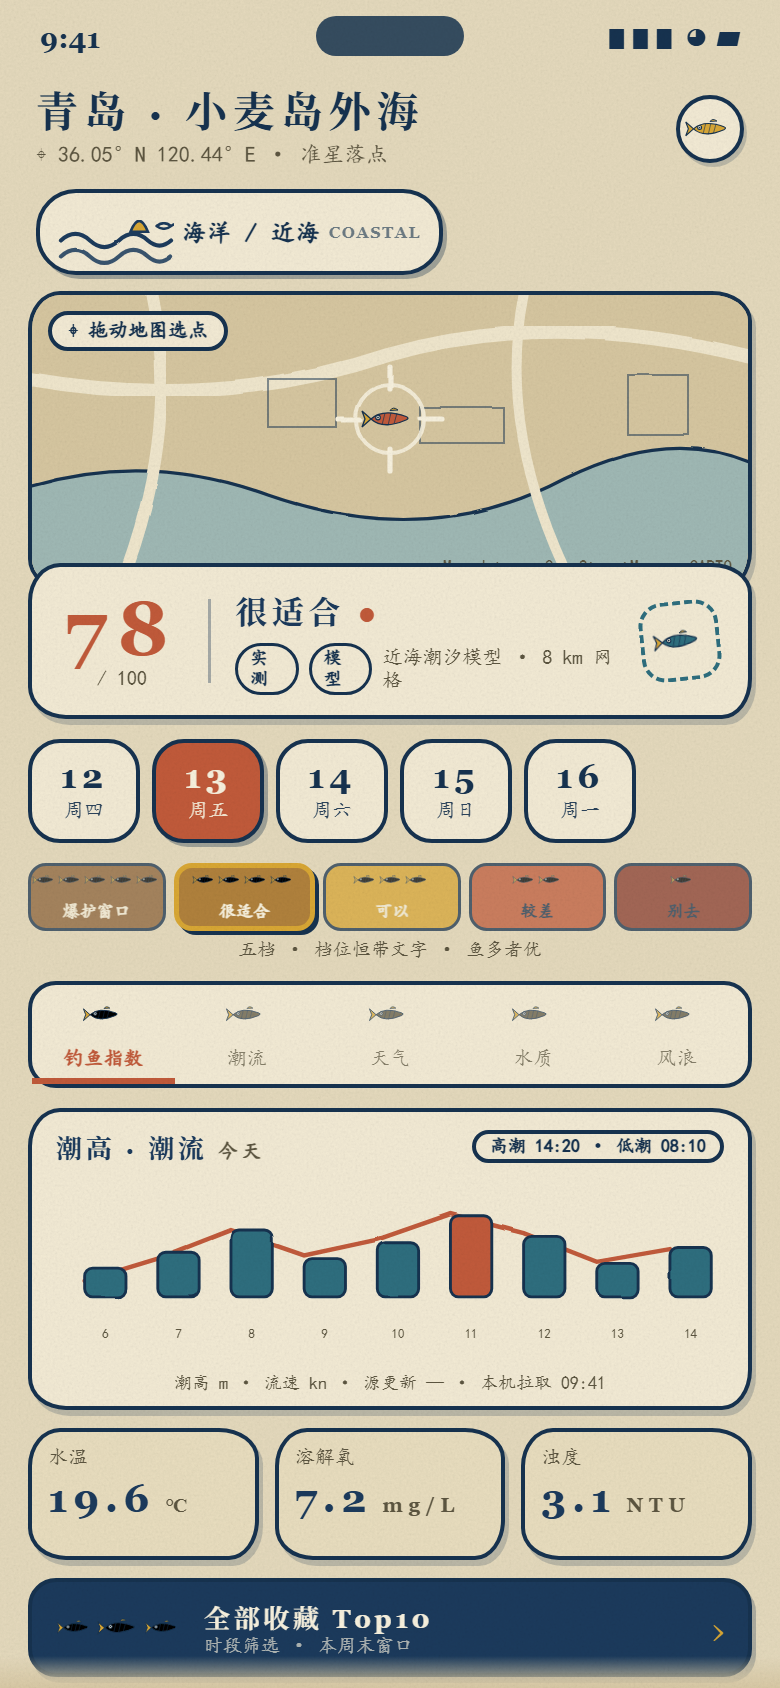 9:41
青岛 · 小麦岛外海
⌖ 36.05° N 120.44° E • 准星落点
海洋 / 近海 COASTAL
⌖ 拖动地图选点
78
/ 100
很适合
实测
模型
近海潮汐模型 • 8 km 网格
12
周四
13
周五
14
周六
15
周日
16
周一
爆护窗口
很适合
可以
较差
别去
五档 • 档位恒带文字 • 鱼多者优
钓鱼指数
潮流
天气
水质
风浪
潮高 · 潮流 今天
高潮 14:20 • 低潮 08:10
6 7 8 9 10 11 12 13 14
潮高 m • 流速 kn • 源更新 — • 本机拉取 09:41
水温
19.6 ℃
溶解氧
7.2 mg/L
浊度
3.1 NTU
全部收藏 Top10
时段筛选 • 本周末窗口
›